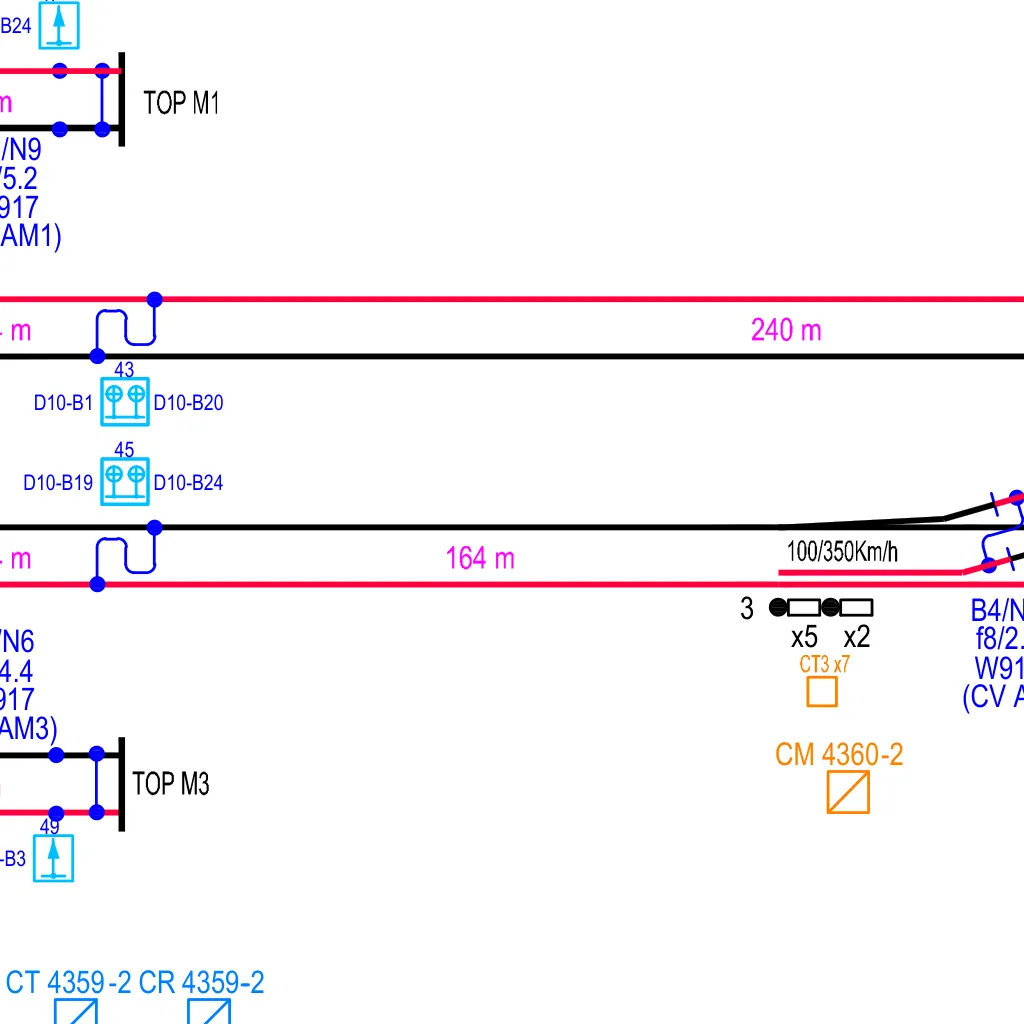 B24
TOP M1
m
/N9
/5.2
917
AM1)
m
240 m
43
D10-B1
D10-B20
45
D10-B19
D10-B24
m
164 m
100/350Km/h
3
x5 x2
CT3 x7
B4/N
f8/2.
W91
(CV A
/N6
4.4
917
AM3)
CM 4360-2
TOP M3
49
-B3
CT 4359-2 CR 4359-2